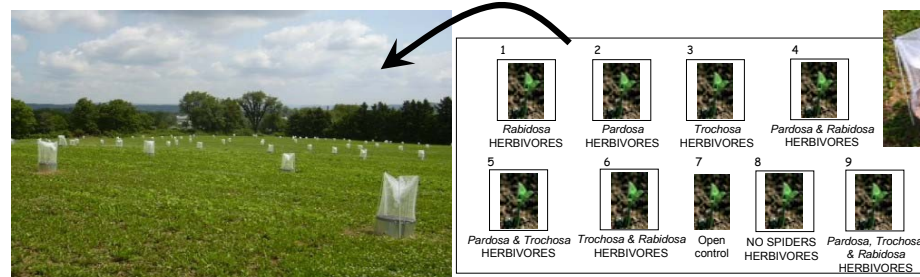 1
2
3
4
Rabidosa
HERBIVORES
Pardosa
HERBIVORES
Trochosa
HERBIVORES
Pardosa & Rabidosa
HERBIVORES
5
6
7
8
9
Pardosa & Trochosa
HERBIVORES
Trochosa & Rabidosa
HERBIVORES
Open
control
NO SPIDERS
HERBIVORES
Pardosa, Trochosa
& Rabidosa
HERBIVORES